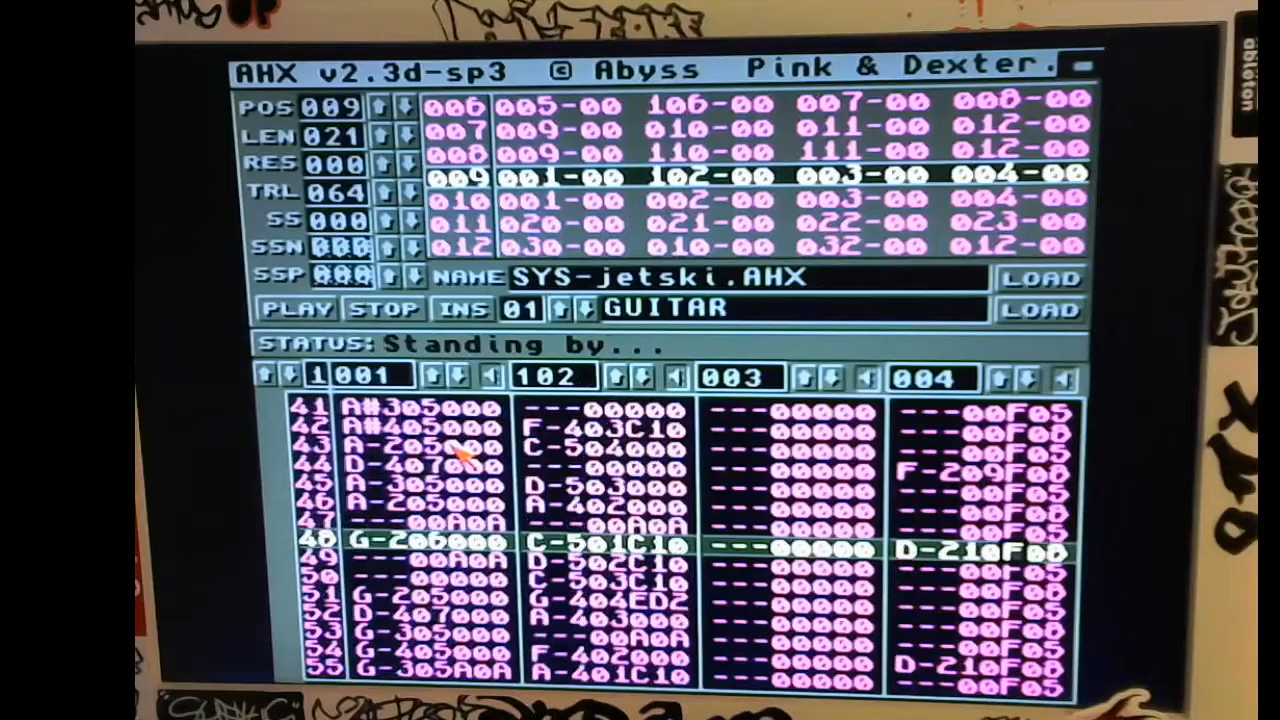 AHX v2.3d-sp3 © Abyss Pink & Dexter.
POS 009 006 005-00 106-00 007-00 008-00
LEN 021 007 009-00 010-00 011-00 012-00
RES 000 008 009-00 110-00 111-00 012-00
009 001-00 102-00 003-00 004-00
TRL 064 010 001-00 002-00 003-00 004-00
SS 000 011 020-00 021-00 022-00 023-00
SSN 000 012 030-00 010-00 032-00 012-00
SSP 000 NAME SYS-jetski.AHX LOAD
PLAY STOP INS 01 GUITAR LOAD
STATUS: Standing by...
1 001 102 003 004
41 A#305000 ---00000 ---00000 ---00F05
42 A#405000 F-403C10 ---00000 ---00F08
43 A-205000 C-504000 ---00000 ---00F05
44 D-407000 ---00000 ---00000 F-209F08
45 A-305000 D-503000 ---00000 ---00F05
46 A-205000 A-402000 ---00000 ---00F08
47 ---00A0A ---00A0A ---00000 ---00F05
48 G-206000 C-501C10 ---00000 D-210F08
49 ---00A0A D-502C10 ---00000 ---00F05
50 ---00000 C-503C10 ---00000 ---00F08
51 G-205000 G-404ED2 ---00000 ---00F05
52 D-407000 A-403000 ---00000 ---00F08
53 G-305000 ---00A0A ---00000 ---00F05
54 G-405000 F-402000 ---00000 D-210F08
55 G-305A0A A-401C10 ---00000 ---00F05
ableton